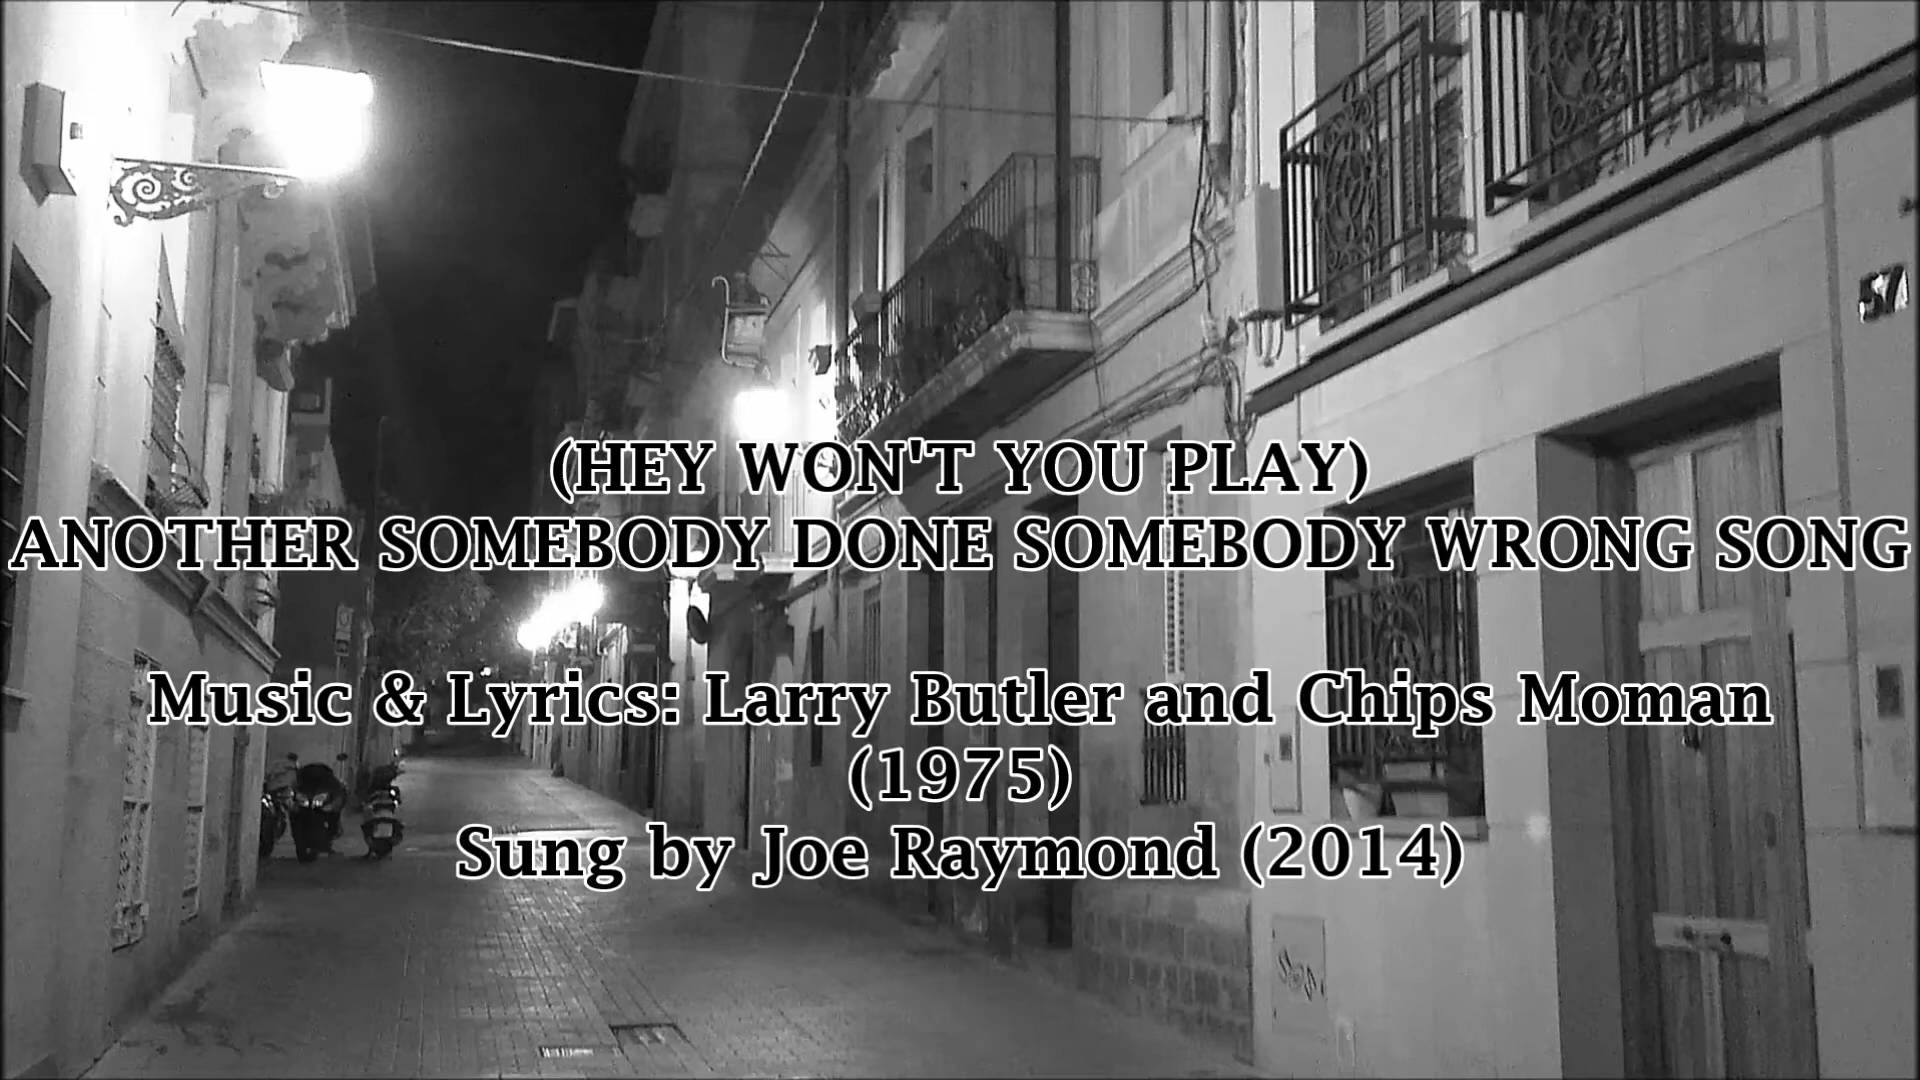 57
(HEY WON'T YOU PLAY)
ANOTHER SOMEBODY DONE SOMEBODY WRONG SONG
Music & Lyrics: Larry Butler and Chips Moman
(1975)
Sung by Joe Raymond (2014)